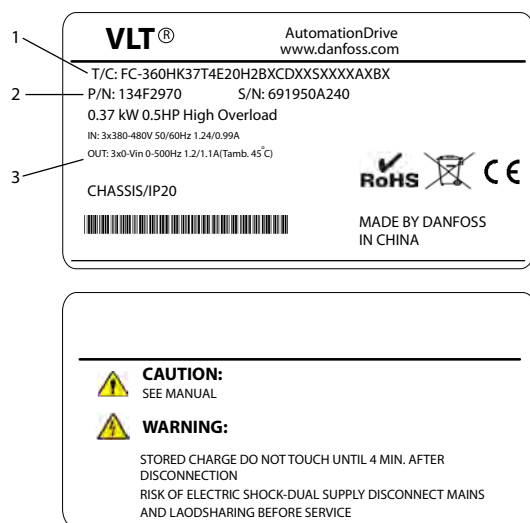 VLT® AutomationDrive
www.danfoss.com
1
T/C: FC-360HK37T4E20H2BXCDXXSXXXXAXBX
2
P/N: 134F2970 S/N: 691950A240
0.37 kW 0.5HP High Overload
IN: 3x380-480V 50/60Hz 1.24/0.99A
OUT: 3x0-Vin 0-500Hz 1.2/1.1A(Tamb. 45°C)
3
CHASSIS/IP20
RoHS CE
MADE BY DANFOSS
IN CHINA
CAUTION:
SEE MANUAL
WARNING:
STORED CHARGE DO NOT TOUCH UNTIL 4 MIN. AFTER
DISCONNECTION
RISK OF ELECTRIC SHOCK-DUAL SUPPLY DISCONNECT MAINS
AND LAODSHARING BEFORE SERVICE